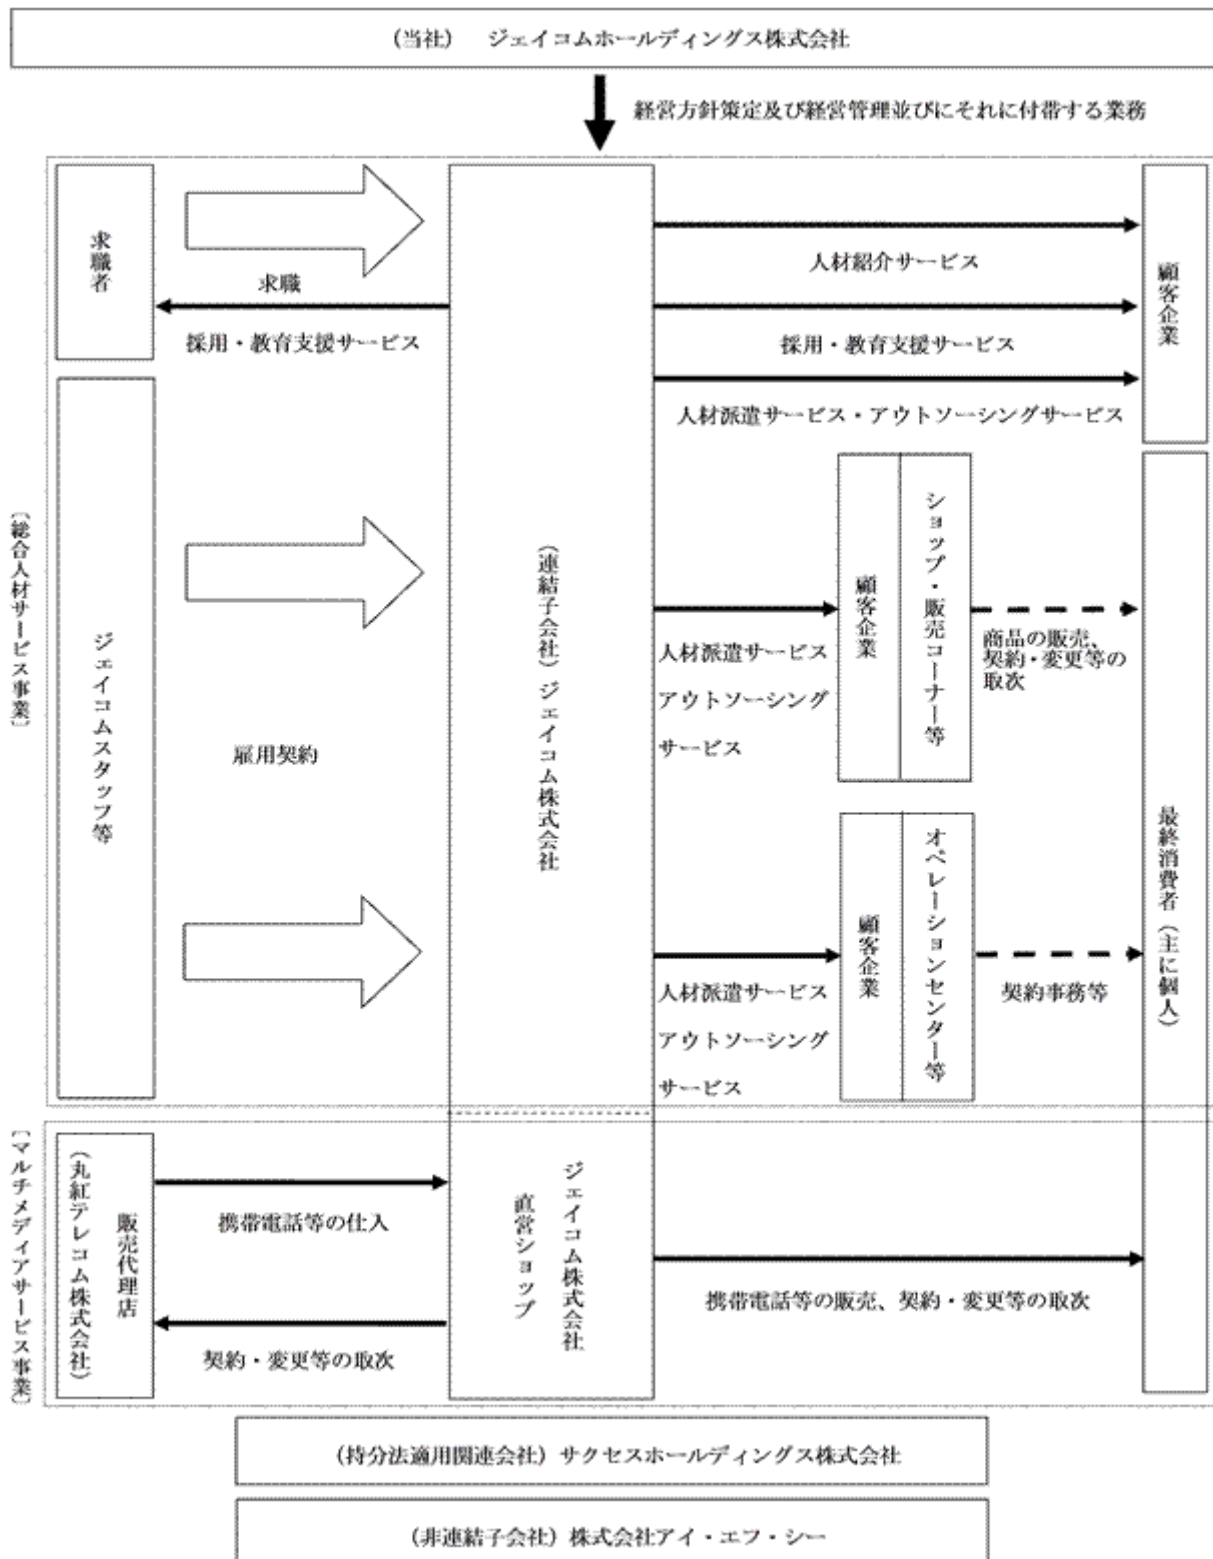 (当社) ジェイコムホールディングス株式会社
経営方針策定及び経営管理並びにそれに付帯する業務
［総合人材サービス事業］
求職者
求職
採用・教育支援サービス
ジェイコムスタッフ等
雇用契約
(連結子会社)ジェイコム株式会社
人材紹介サービス
採用・教育支援サービス
人材派遣サービス・アウトソーシングサービス
顧客企業
人材派遣サービス
アウトソーシング
サービス
顧客企業
ショップ・販売コーナー等
商品の販売、
契約・変更等の
取次
人材派遣サービス
アウトソーシング
サービス
顧客企業
オペレーションセンター等
契約事務等
最終消費者(主に個人)
［マルチメディアサービス事業］
販売代理店
(丸紅テレコム株式会社)
携帯電話等の仕入
契約・変更等の取次
ジェイコム株式会社
直営ショップ
携帯電話等の販売、契約・変更等の取次
(持分法適用関連会社) サクセスホールディングス株式会社
(非連結子会社) 株式会社アイ・エフ・シー